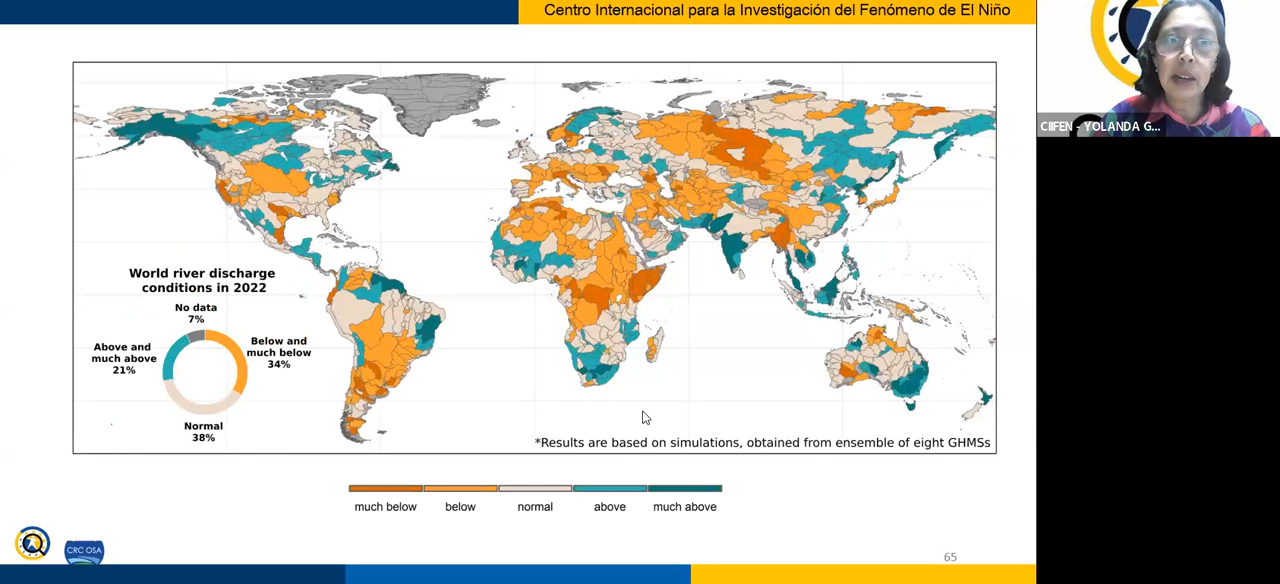 Centro Internacional para la Investigación del Fenómeno de El Niño
CIIFEN - YOLANDA G...
World river discharge
conditions in 2022
No data
7%
Above and
much above
21%
Below and
much below
34%
Normal
38%
*Results are based on simulations, obtained from ensemble of eight GHMSs
much below
below
normal
above
much above
CRC OSA
65